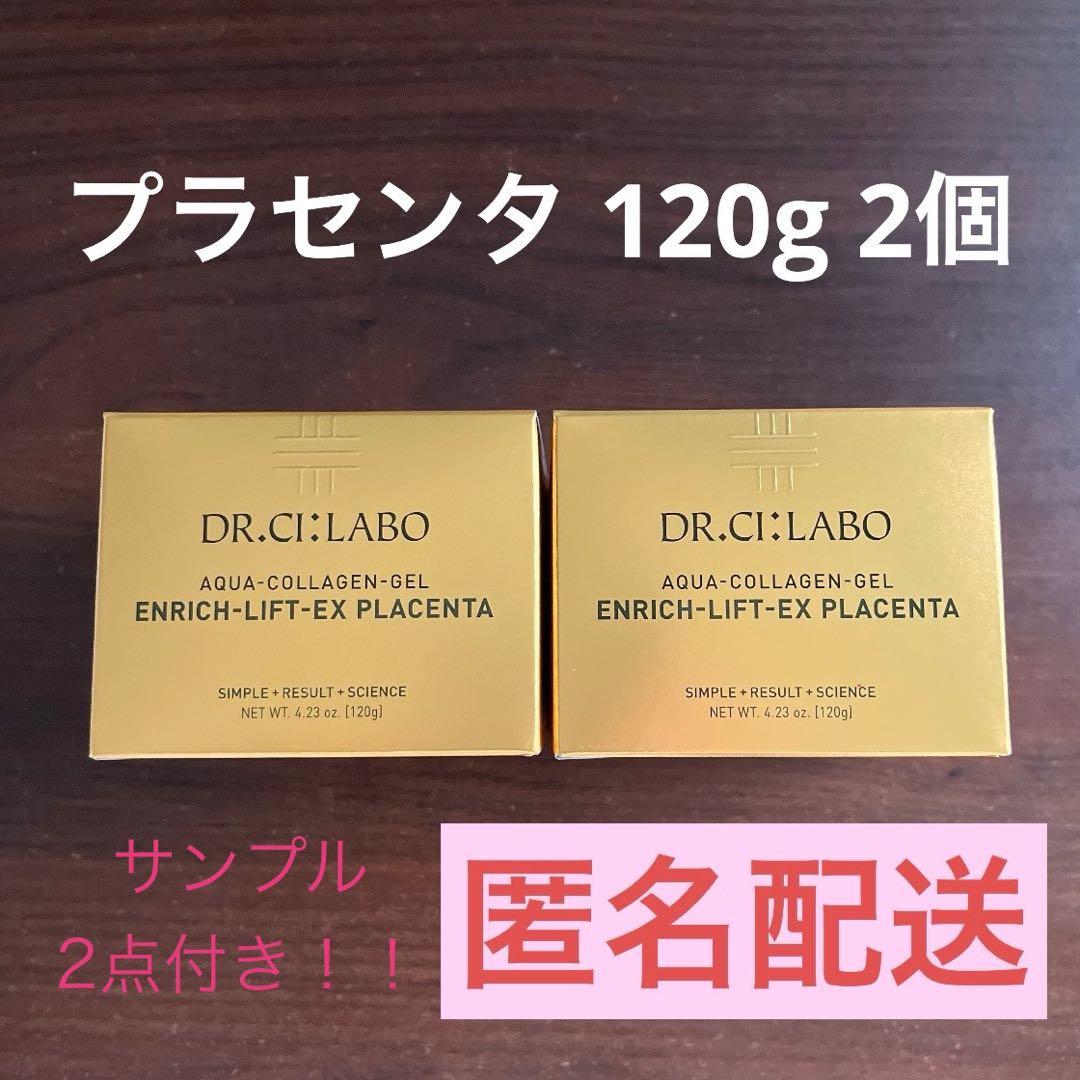 プラセンタ 120g 2個
DR.CI:LABO
AQUA-COLLAGEN-GEL
ENRICH-LIFT-EX PLACENTA
SIMPLE + RESULT + SCIENCE
NET WT. 4.23 oz. [120g]
DR.CI:LABO
AQUA-COLLAGEN-GEL
ENRICH-LIFT-EX PLACENTA
SIMPLE + RESULT + SCIENCE
NET WT. 4.23 oz. [120g]
サンプル
2点付き！！
匿名配送